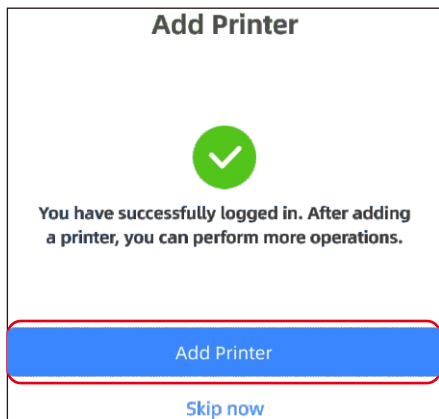 Add Printer
You have successfully logged in. After adding
a printer, you can perform more operations.
Add Printer
Skip now